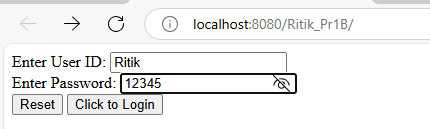 localhost:8080/Ritik_Pr1B/
Enter User ID: Ritik
Enter Password: 12345
Reset Click to Login